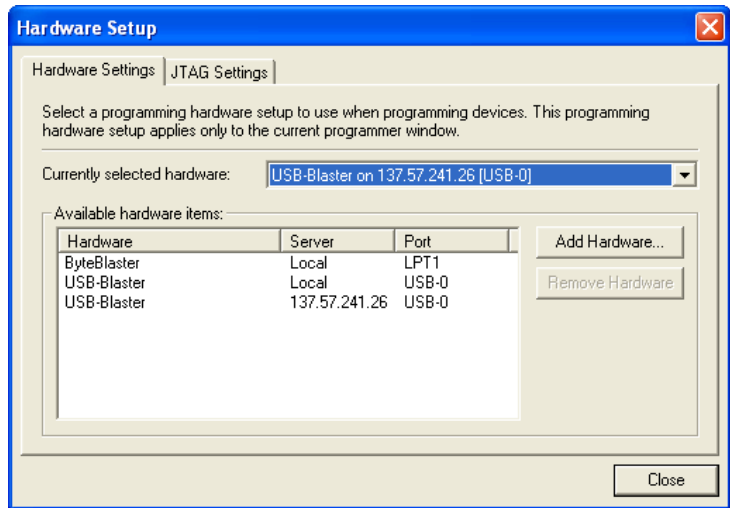 Hardware Setup
Hardware Settings JTAG Settings
Select a programming hardware setup to use when programming devices. This programming
hardware setup applies only to the current programmer window.
Currently selected hardware: USB-Blaster on 137.57.241.26 [USB-0]
Available hardware items:
Hardware Server Port Add Hardware...
ByteBlaster Local LPT1
USB-Blaster Local USB-0 Remove Hardware
USB-Blaster 137.57.241.26 USB-0
Close